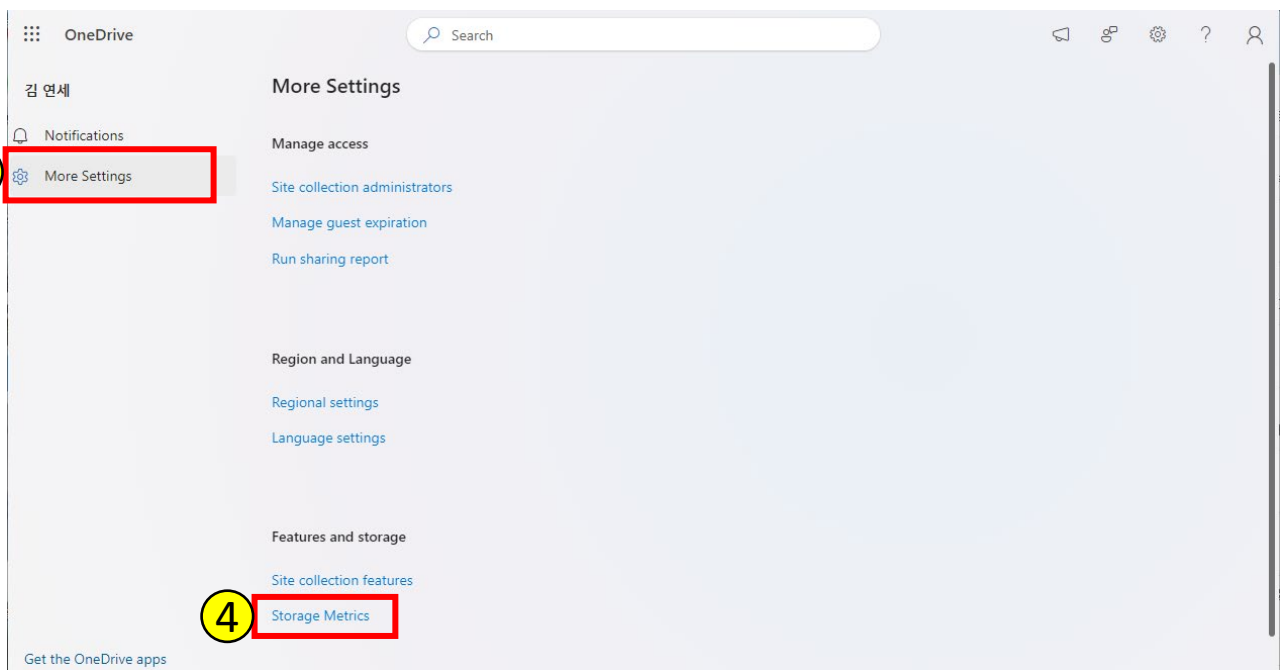 OneDrive
Search
?
김 연세
Notifications
More Settings
More Settings
Manage access
Site collection administrators
Manage guest expiration
Run sharing report
Region and Language
Regional settings
Language settings
Features and storage
Site collection features
4
Storage Metrics
Get the OneDrive apps